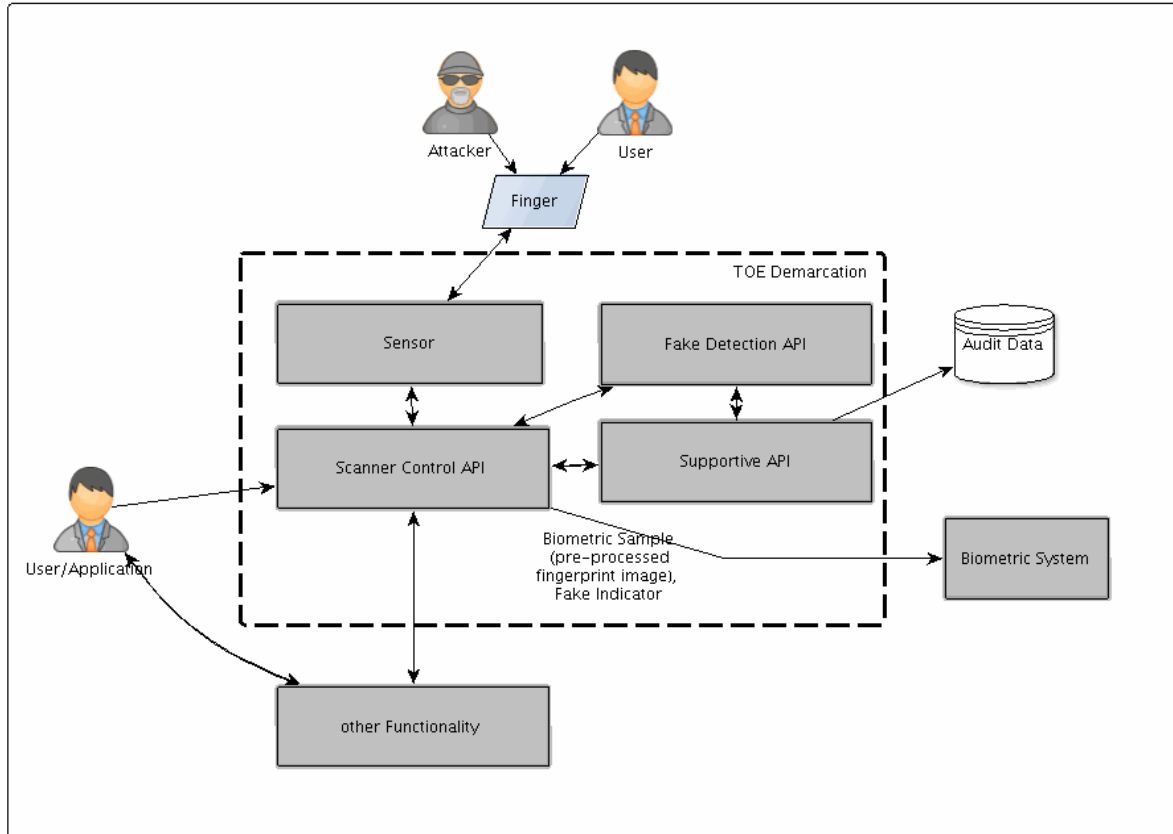 Attacker
User
Finger
TOE Demarcation
Sensor
Fake Detection API
Audit Data
Scanner Control API
Supportive API
User/Application
Biometric Sample
(pre-processed
fingerprint image),
Fake Indicator
Biometric System
other Functionality